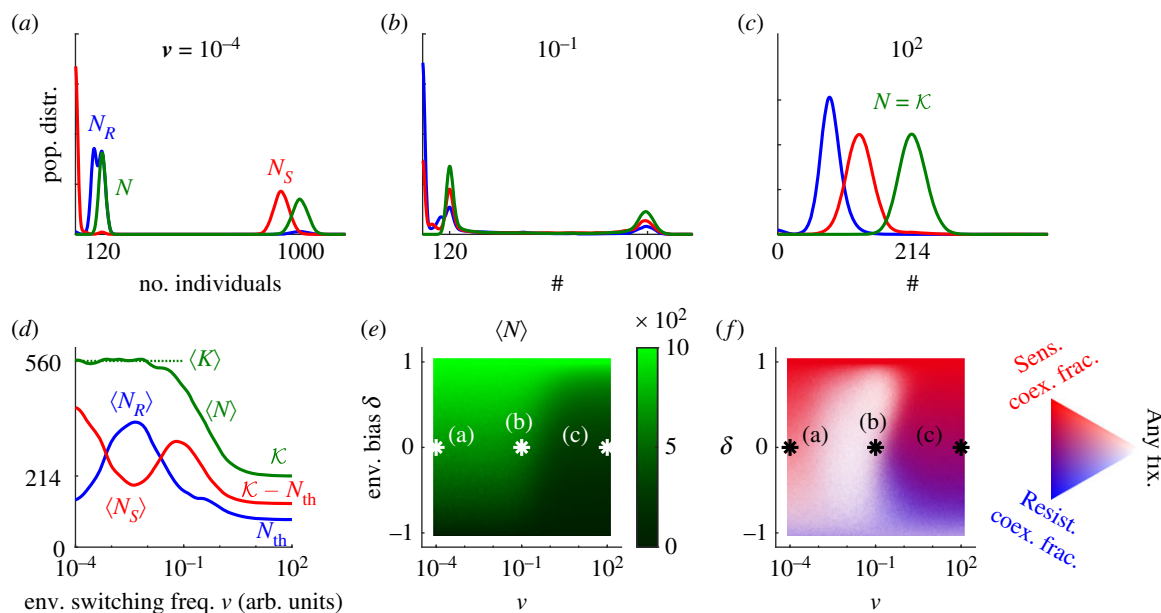 (a)
ν = 10⁻⁴
pop. distr.
N_R
N
N_S
120
1000
no. individuals
(b)
10⁻¹
120
1000
#
(c)
10²
N = 𝒦
0
214
#
(d)
560
214
0
⟨K⟩
⟨N_R⟩
⟨N⟩
⟨N_S⟩
𝒦
𝒦 − N_th
N_th
10⁻⁴
10⁻¹
10²
env. switching freq. ν (arb. units)
(e)
⟨N⟩
× 10²
env. bias δ
1
0
−1
(a)
(b)
(c)
10
5
0
10⁻⁴
10⁻¹
10²
ν
(f)
δ
1
0
−1
(a)
(b)
(c)
10⁻⁴
10⁻¹
10²
ν
Sens.
coex. frac.
Any fix.
Resist.
coex. frac.